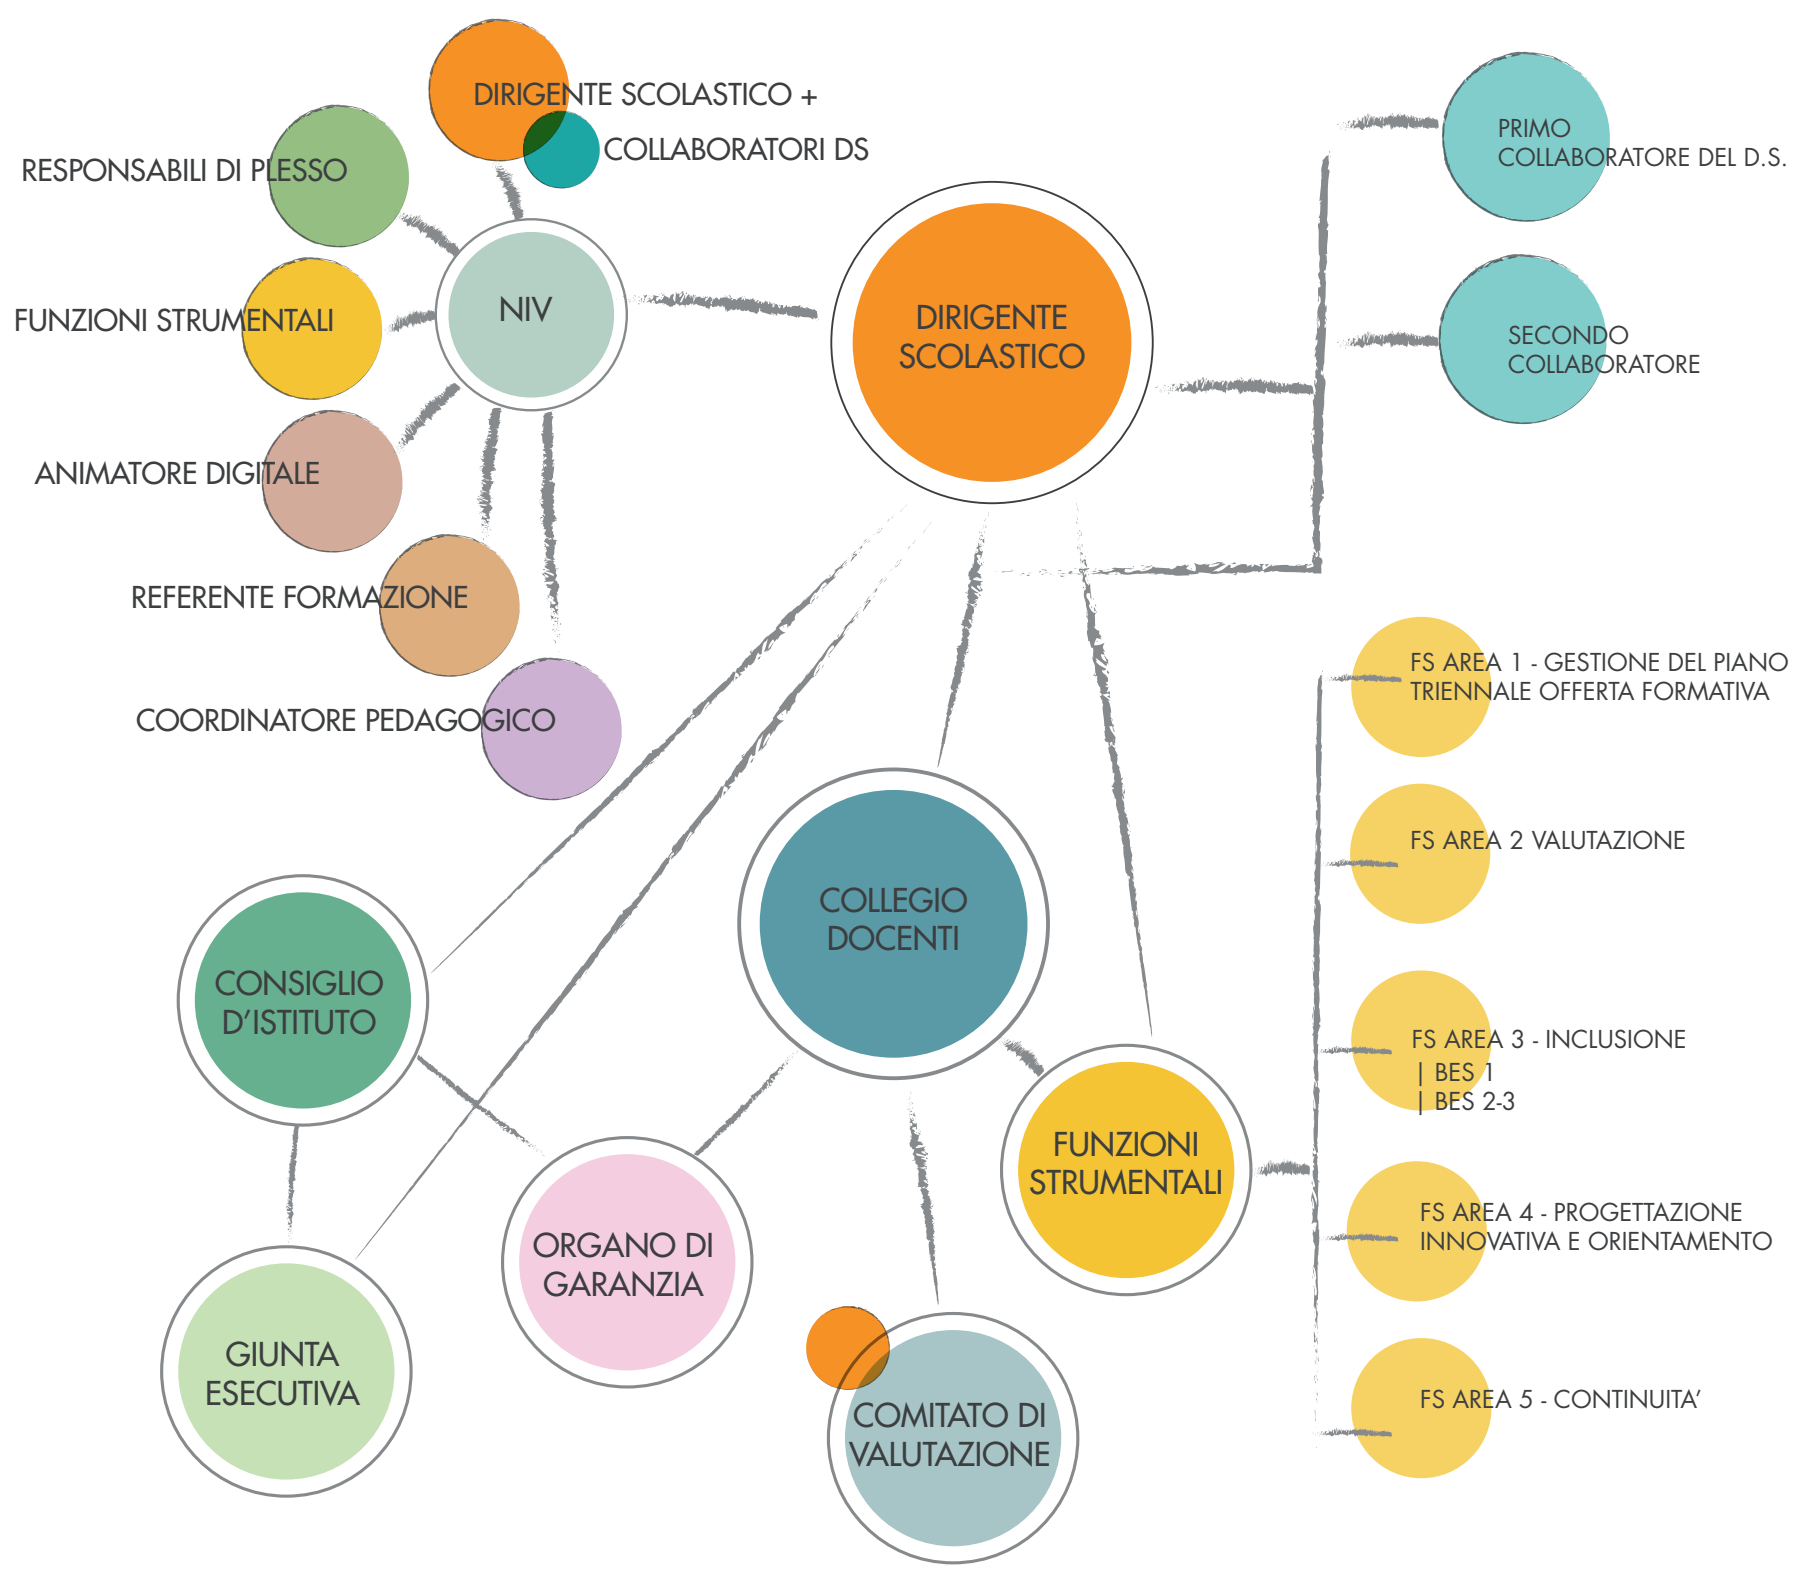 DIRIGENTE SCOLASTICO +
COLLABORATORI DS
RESPONSABILI DI PLESSO
FUNZIONI STRUMENTALI
NIV
ANIMATORE DIGITALE
REFERENTE FORMAZIONE
COORDINATORE PEDAGOGICO
DIRIGENTE
SCOLASTICO
PRIMO
COLLABORATORE DEL D.S.
SECONDO
COLLABORATORE
FS AREA 1 - GESTIONE DEL PIANO
TRIENNALE OFFERTA FORMATIVA
FS AREA 2 VALUTAZIONE
FS AREA 3 - INCLUSIONE
| BES 1
| BES 2-3
FS AREA 4 - PROGETTAZIONE
INNOVATIVA E ORIENTAMENTO
FS AREA 5 - CONTINUITA’
COLLEGIO
DOCENTI
CONSIGLIO
D’ISTITUTO
FUNZIONI
STRUMENTALI
ORGANO DI
GARANZIA
GIUNTA
ESECUTIVA
COMITATO DI
VALUTAZIONE